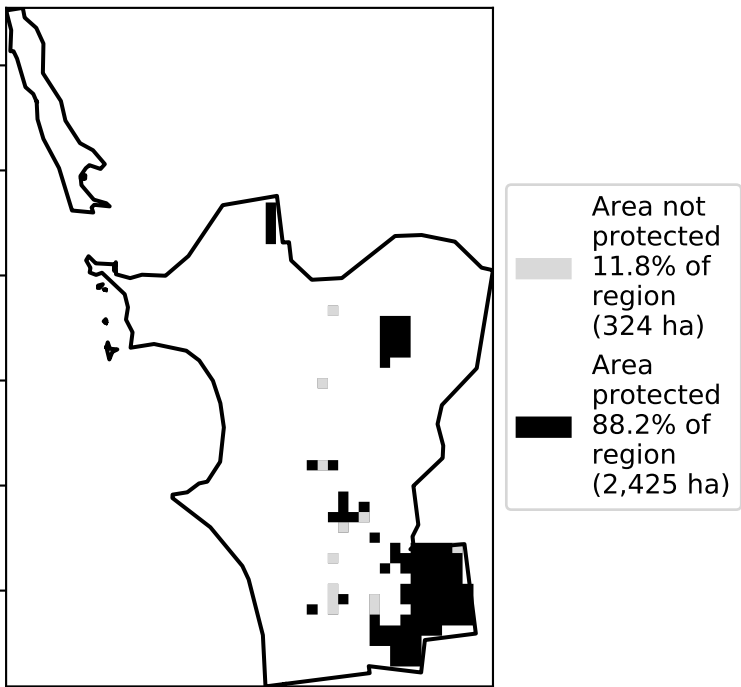 Area not
protected
11.8% of
region
(324 ha)
Area
protected
88.2% of
region
(2,425 ha)